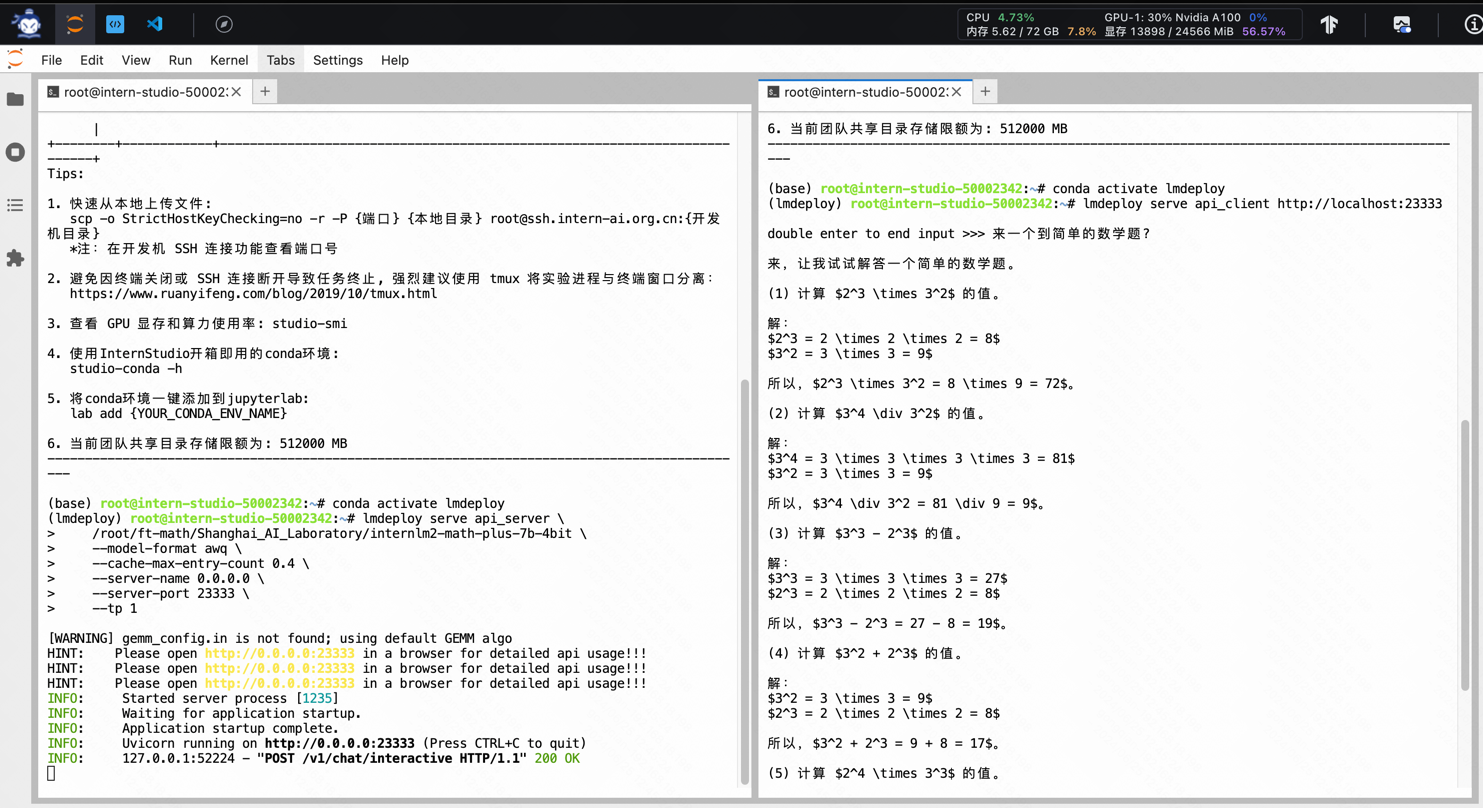 CPU 4.73% GPU-1: 30% Nvidia A100 0%
内存 5.62 / 72 GB 7.8% 显存 13898 / 24566 MiB 56.57%
File Edit View Run Kernel Tabs Settings Help
root@intern-studio-50002:
|
+--------+------------+--------------------------------------------------------------------
------+
Tips:
1. 快速从本地上传文件:
scp -o StrictHostKeyChecking=no -r -P {端口} {本地目录} root@ssh.intern-ai.org.cn:{开发
机目录}
*注: 在开发机 SSH 连接功能查看端口号
2. 避免因终端关闭或 SSH 连接断开导致任务终止, 强烈建议使用 tmux 将实验进程与终端窗口分离:
https://www.ruanyifeng.com/blog/2019/10/tmux.html
3. 查看 GPU 显存和算力使用率: studio-smi
4. 使用InternStudio开箱即用的conda环境:
studio-conda -h
5. 将conda环境一键添加到jupyterlab:
lab add {YOUR_CONDA_ENV_NAME}
6. 当前团队共享目录存储限额为: 512000 MB
-------------------------------------------------------------------------------------------
---
(base) root@intern-studio-50002342:~# conda activate lmdeploy
(lmdeploy) root@intern-studio-50002342:~# lmdeploy serve api_server \
> /root/ft-math/Shanghai_AI_Laboratory/internlm2-math-plus-7b-4bit \
> --model-format awq \
> --cache-max-entry-count 0.4 \
> --server-name 0.0.0.0 \
> --server-port 23333 \
> --tp 1
[WARNING] gemm_config.in is not found; using default GEMM algo
HINT: Please open http://0.0.0.0:23333 in a browser for detailed api usage!!!
HINT: Please open http://0.0.0.0:23333 in a browser for detailed api usage!!!
HINT: Please open http://0.0.0.0:23333 in a browser for detailed api usage!!!
INFO: Started server process [1235]
INFO: Waiting for application startup.
INFO: Application startup complete.
INFO: Uvicorn running on http://0.0.0.0:23333 (Press CTRL+C to quit)
INFO: 127.0.0.1:52224 - "POST /v1/chat/interactive HTTP/1.1" 200 OK
root@intern-studio-50002:
6. 当前团队共享目录存储限额为: 512000 MB
-------------------------------------------------------------------------------------------
---
(base) root@intern-studio-50002342:~# conda activate lmdeploy
(lmdeploy) root@intern-studio-50002342:~# lmdeploy serve api_client http://localhost:23333
double enter to end input >>> 来一个到简单的数学题?
来, 让我试试解答一个简单的数学题。
(1) 计算 $2^3 \times 3^2$ 的值。
解:
$2^3 = 2 \times 2 \times 2 = 8$
$3^2 = 3 \times 3 = 9$
所以, $2^3 \times 3^2 = 8 \times 9 = 72$。
(2) 计算 $3^4 \div 3^2$ 的值。
解:
$3^4 = 3 \times 3 \times 3 \times 3 = 81$
$3^2 = 3 \times 3 = 9$
所以, $3^4 \div 3^2 = 81 \div 9 = 9$。
(3) 计算 $3^3 - 2^3$ 的值。
解:
$3^3 = 3 \times 3 \times 3 = 27$
$2^3 = 2 \times 2 \times 2 = 8$
所以, $3^3 - 2^3 = 27 - 8 = 19$。
(4) 计算 $3^2 + 2^3$ 的值。
解:
$3^2 = 3 \times 3 = 9$
$2^3 = 2 \times 2 \times 2 = 8$
所以, $3^2 + 2^3 = 9 + 8 = 17$。
(5) 计算 $2^4 \times 3^3$ 的值。